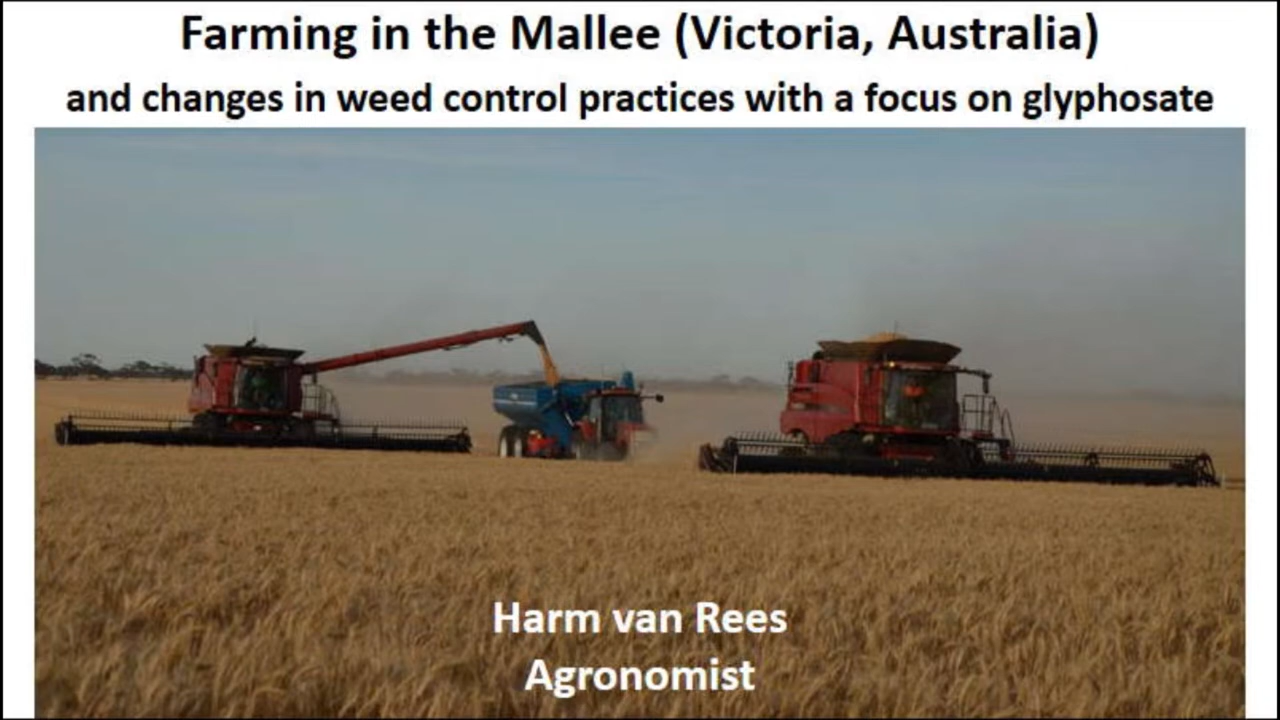 Farming in the Mallee (Victoria, Australia)
and changes in weed control practices with a focus on glyphosate
Harm van Rees
Agronomist